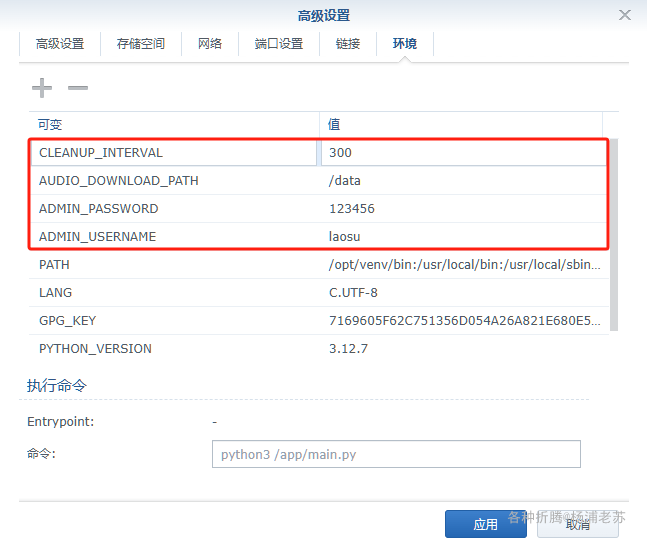 高级设置
高级设置 存储空间 网络 端口设置 链接 环境
可变 值
CLEANUP_INTERVAL 300
AUDIO_DOWNLOAD_PATH /data
ADMIN_PASSWORD 123456
ADMIN_USERNAME laosu
PATH /opt/venv/bin:/usr/local/bin:/usr/local/sbin...
LANG C.UTF-8
GPG_KEY 7169605F62C751356D054A26A821E680E5...
PYTHON_VERSION 3.12.7
执行命令
Entrypoint: -
命令: python3 /app/main.py
应用 取消
各种折腾@杨浦老苏